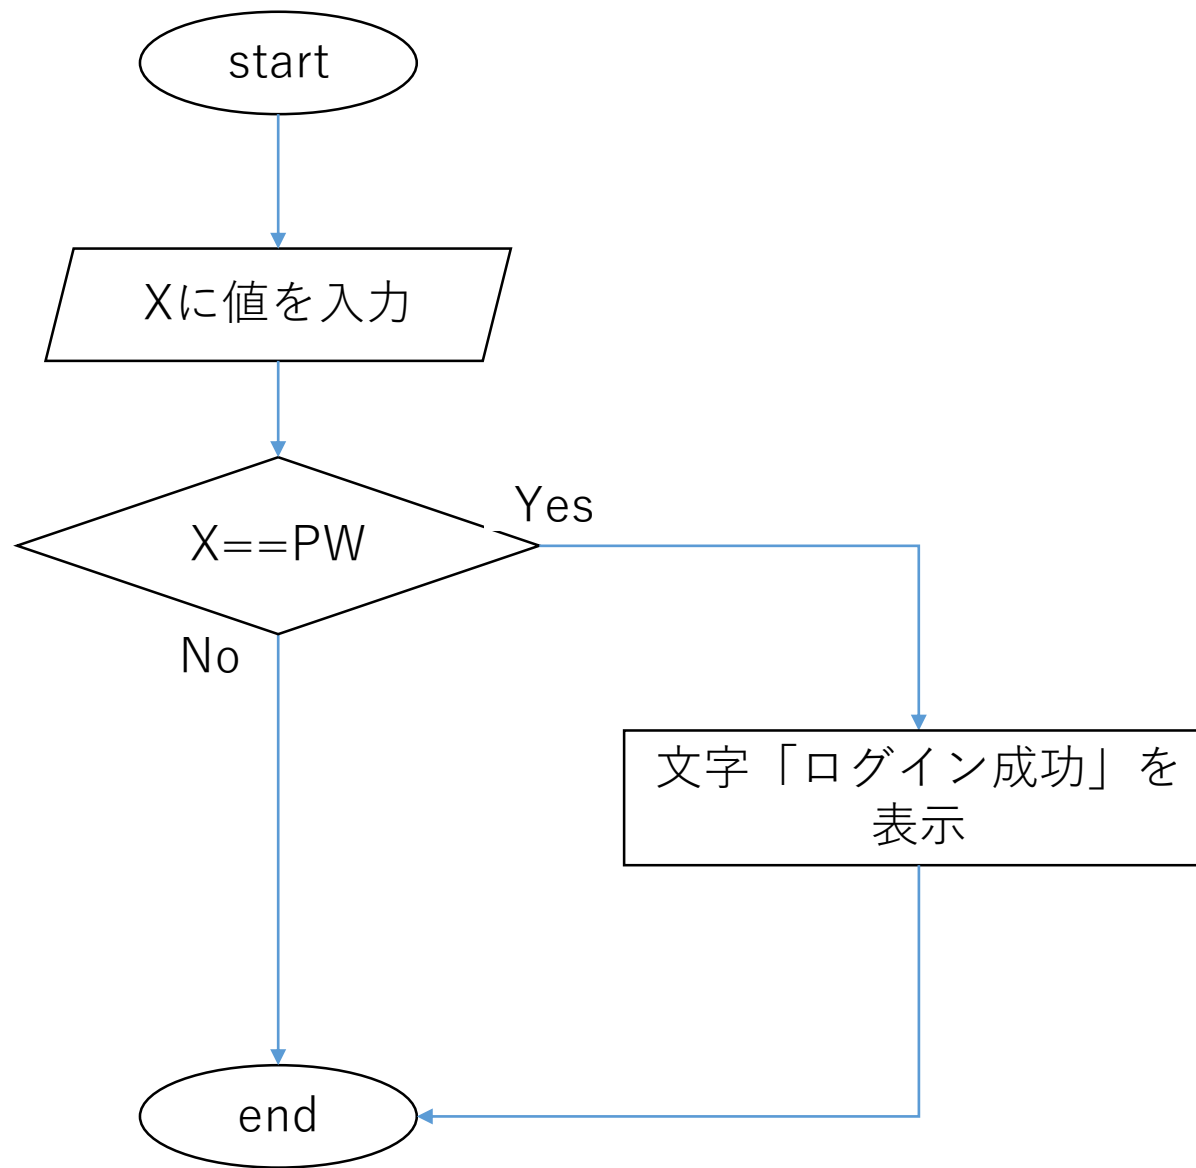 start
Xに値を入力
X==PW
Yes
No
文字「ログイン成功」を
表示
end